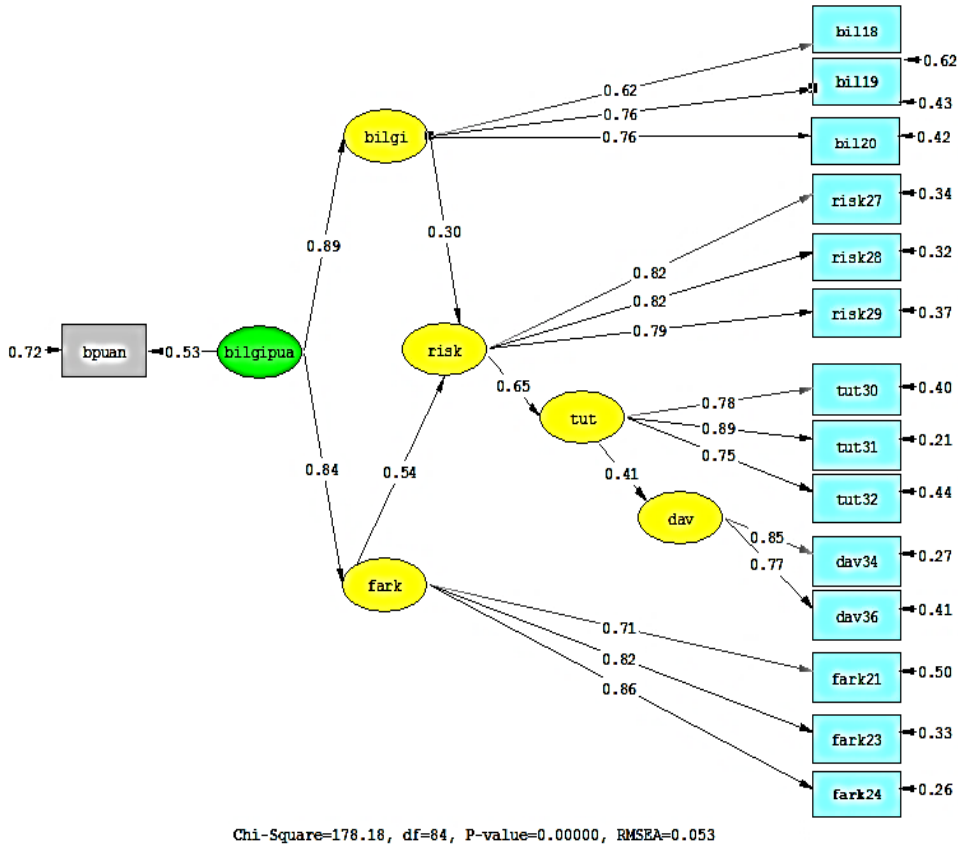 bil18
0.62
bil19
0.62
0.76
0.43
bilgi
0.76
bil20
0.42
risk27
0.34
0.30
0.89
risk28
0.32
0.82
0.82
risk29
0.37
0.79
0.72
bpuan
0.53
bilgipua
risk
0.65
tut30
0.40
0.78
tut
0.89
tut31
0.21
0.75
0.84
0.54
0.41
tut32
0.44
dav
0.85
dav34
0.27
0.77
fark
dav36
0.41
0.71
0.82
fark21
0.50
0.86
fark23
0.33
fark24
0.26
Chi-Square=178.18, df=84, P-value=0.00000, RMSEA=0.053